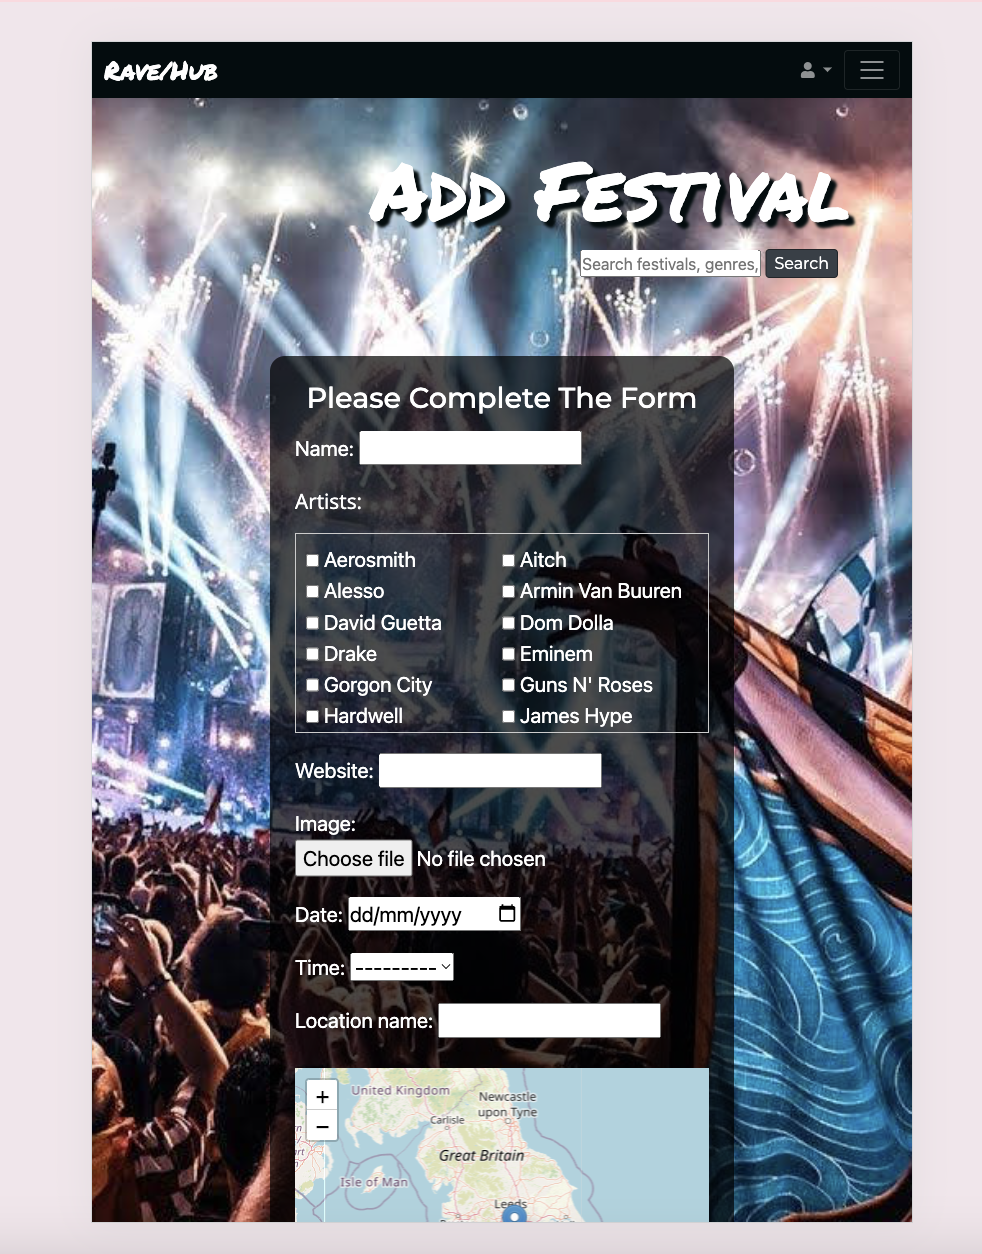 Rave/Hub
Add Festival
Search festivals, genres, Search
Please Complete The Form
Name:
Artists:
Aerosmith Aitch
Alesso Armin Van Buuren
David Guetta Dom Dolla
Drake Eminem
Gorgon City Guns N' Roses
Hardwell James Hype
Website:
Image:
Choose file No file chosen
Date: dd/mm/yyyy
Time: ---------
Location name:
+
−
United Kingdom
Newcastle
upon Tyne
Carlisle
Great Britain
Isle of Man
Leeds